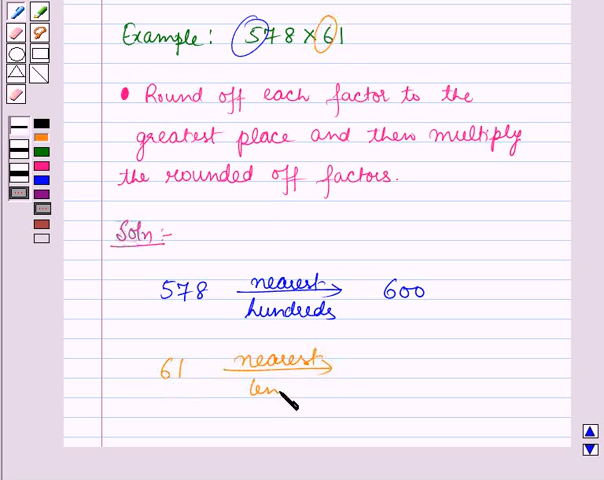 Example: 578 × 61
• Round off each factor to the
greatest place and then multiply
the rounded off factors.
Soln:-
578 nearest hundreds 600
61 nearest ten